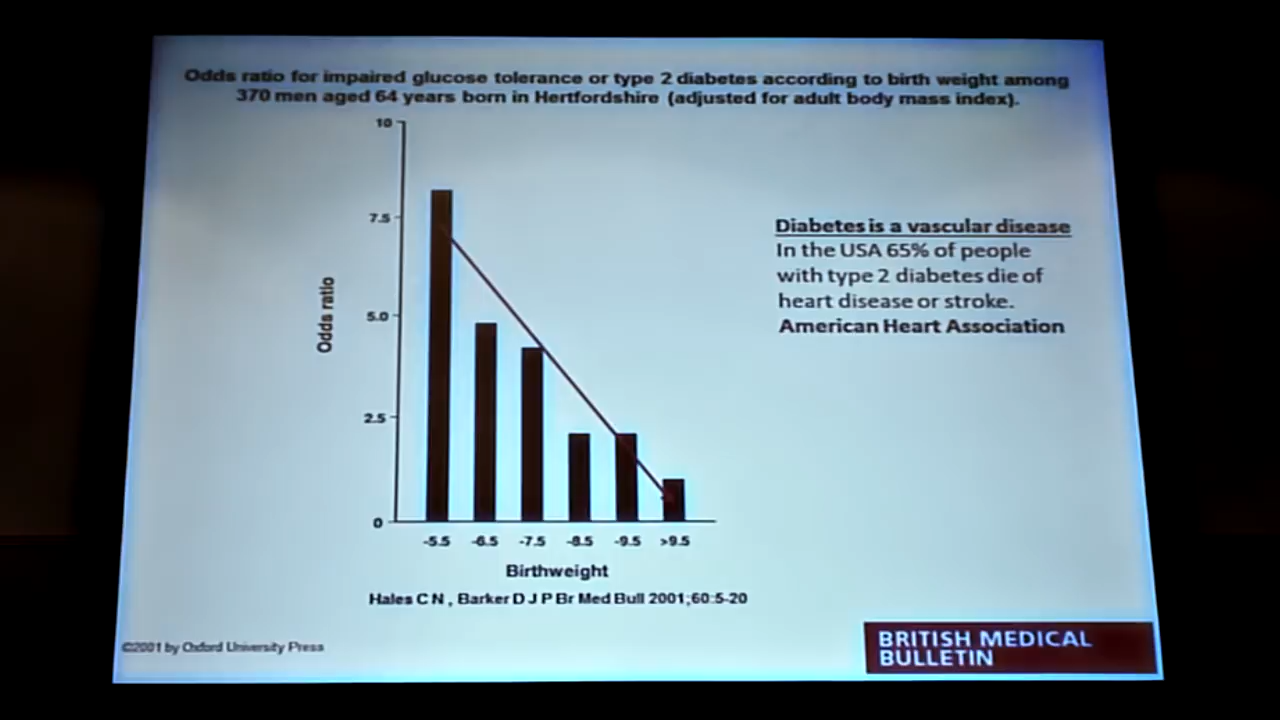 Odds ratio for impaired glucose tolerance or type 2 diabetes according to birth weight among
370 men aged 64 years born in Hertfordshire (adjusted for adult body mass index).
10
7.5
5.0
2.5
0
Odds ratio
-5.5 -6.5 -7.5 -8.5 -9.5 >9.5
Birthweight
Hales C N , Barker D J P Br Med Bull 2001;60:5-20
Diabetes is a vascular disease
In the USA 65% of people
with type 2 diabetes die of
heart disease or stroke.
American Heart Association
©2001 by Oxford University Press
BRITISH MEDICAL
BULLETIN